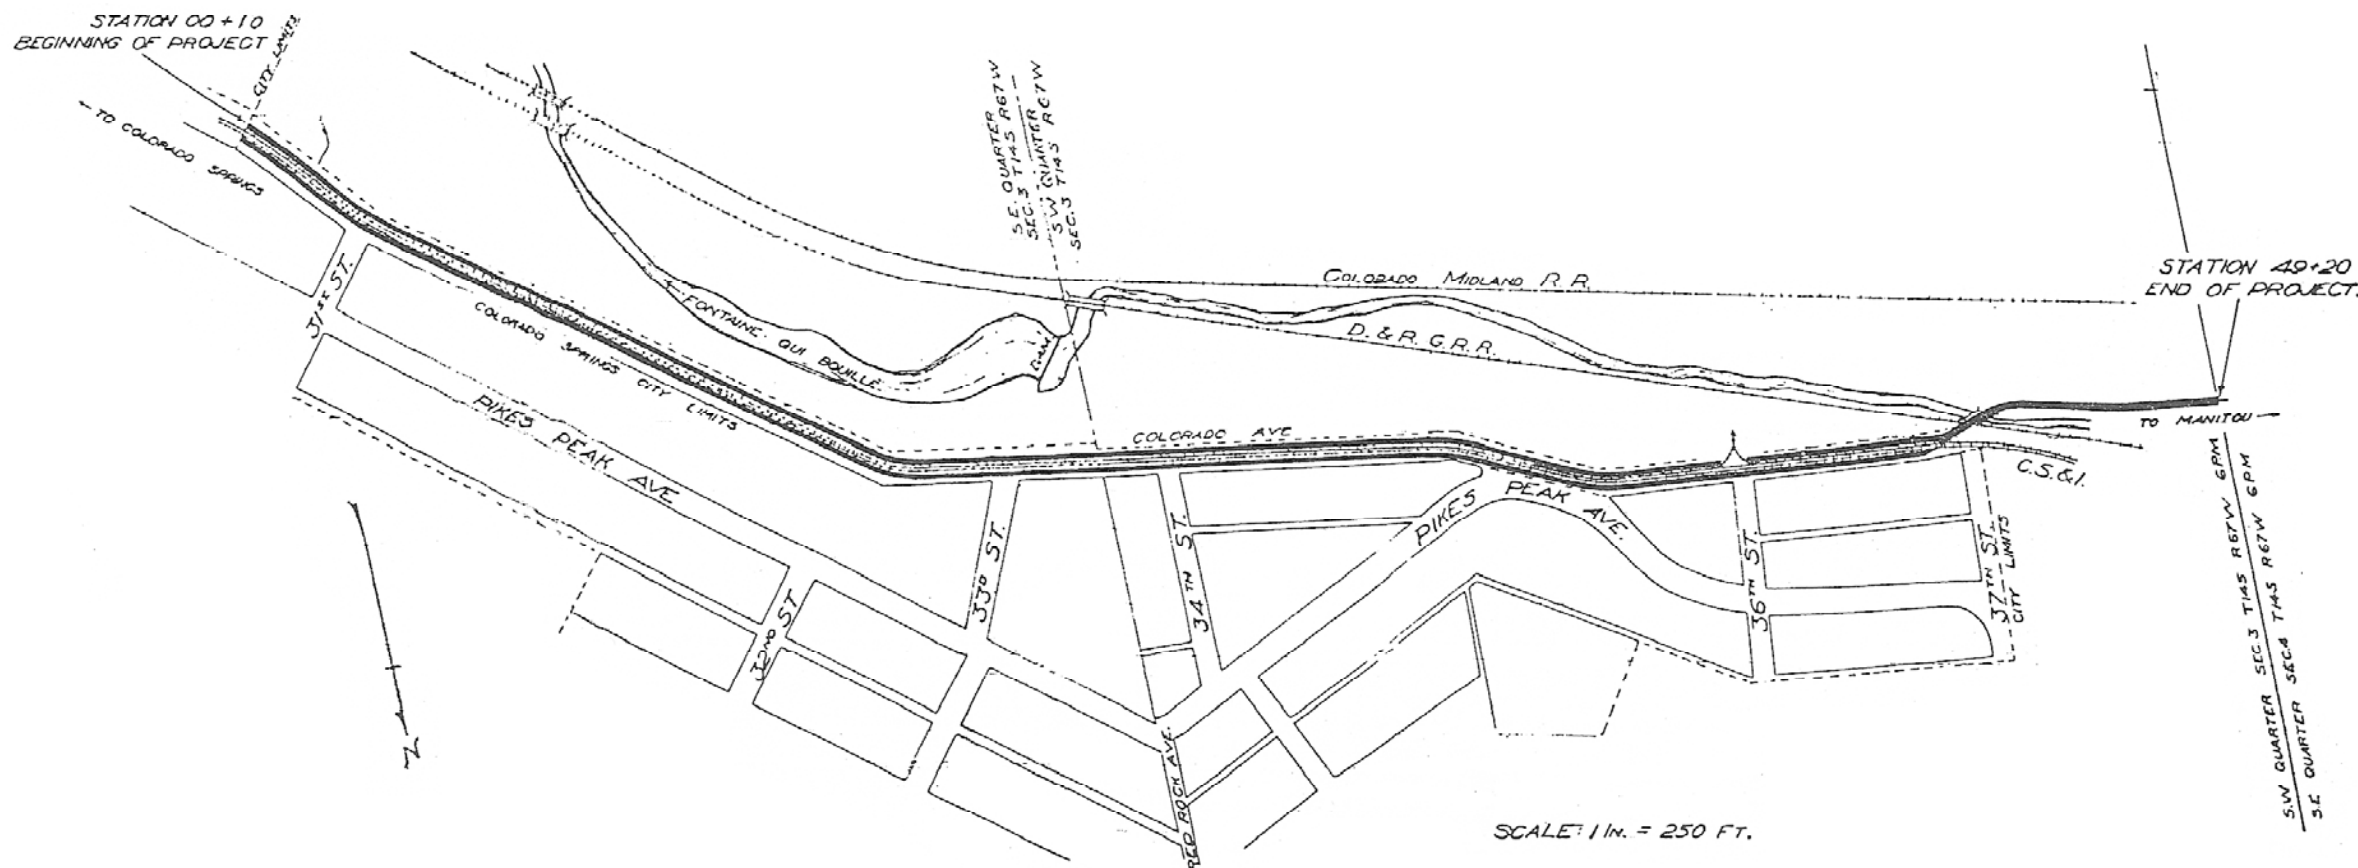 STATION 00+10
BEGINNING OF PROJECT
CITY LIMITS
← TO COLORADO
SPRINGS
S.E. QUARTER
SEC.3 T14S R67W
S.W. QUARTER
SEC.3 T14S R67W
COLORADO MIDLAND R.R.
STATION 49+20
END OF PROJECT.
31ST ST.
FONTAINE QUI BOUILLE
DAM
D. & R. G. R. R.
COLORADO SPRINGS CITY LIMITS
TO MANITOU
COLORADO AVE
C.S.&I.
PIKES PEAK AVE
PIKES PEAK AVE.
32ND ST
33D ST.
34TH ST.
36TH ST.
37TH ST.
CITY LIMITS
S.W. QUARTER SEC.3 T14S R67W 6PM
S.E. QUARTER SEC.4 T14S R67W 6PM
N
RED ROCK AVE.
SCALE: 1 IN. = 250 FT.